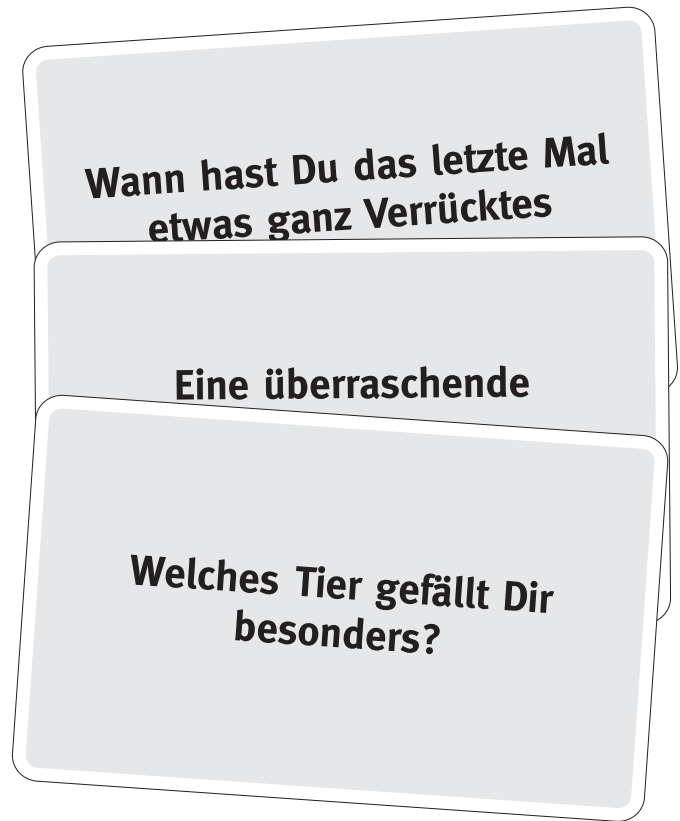 Wann hast Du das letzte Mal
etwas ganz Verrücktes
Eine überraschende
Welches Tier gefällt Dir
besonders?